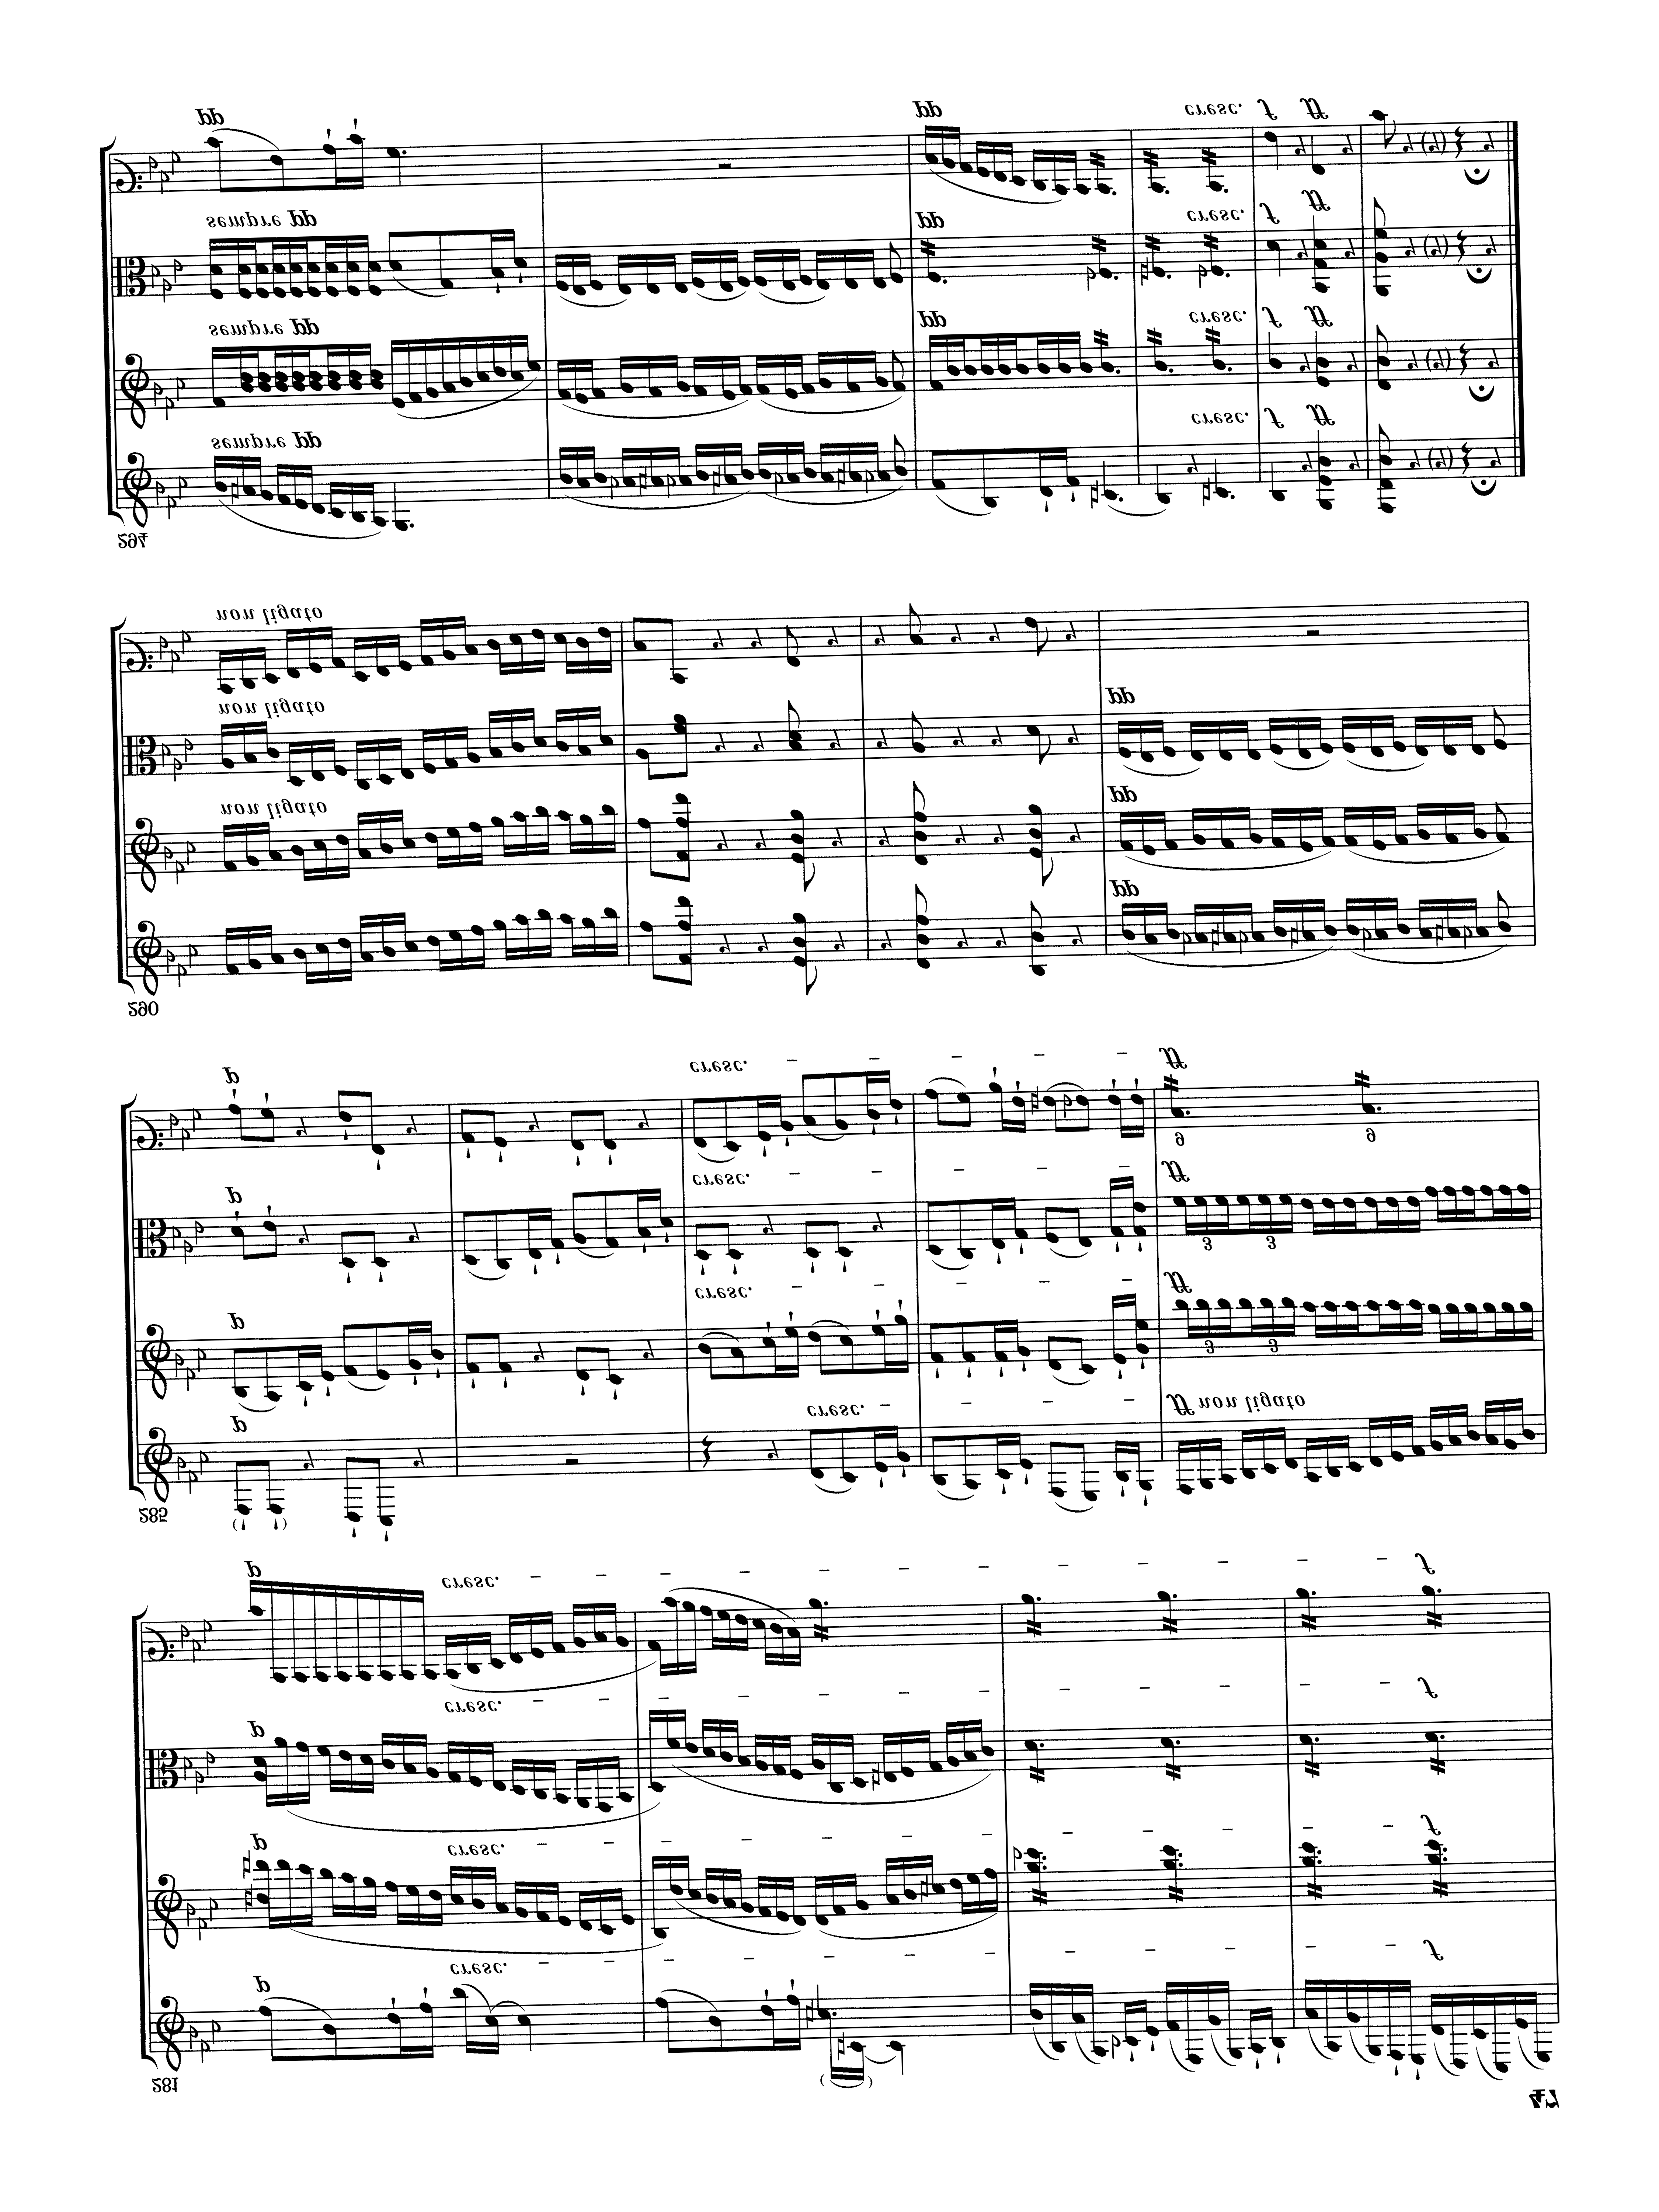 47
281
p cresc. – – – – – – – – – – – – f
p cresc. – – – – – – – – – – – – f
p cresc. – – – – – – – – – – – – f
p cresc. – – – – – – – – – – – – f
285
p cresc. – – – – ff non ligato
3 3
p cresc. – – – – – ff
3 3
p cresc. – – – – – ff
6 6
p cresc. – – – – – ff
290
pp
non ligato pp
non ligato pp
non ligato
294
sempre pp cresc. f ff
sempre pp pp cresc. f ff
sempre pp pp cresc. f ff
pp pp cresc. f ff